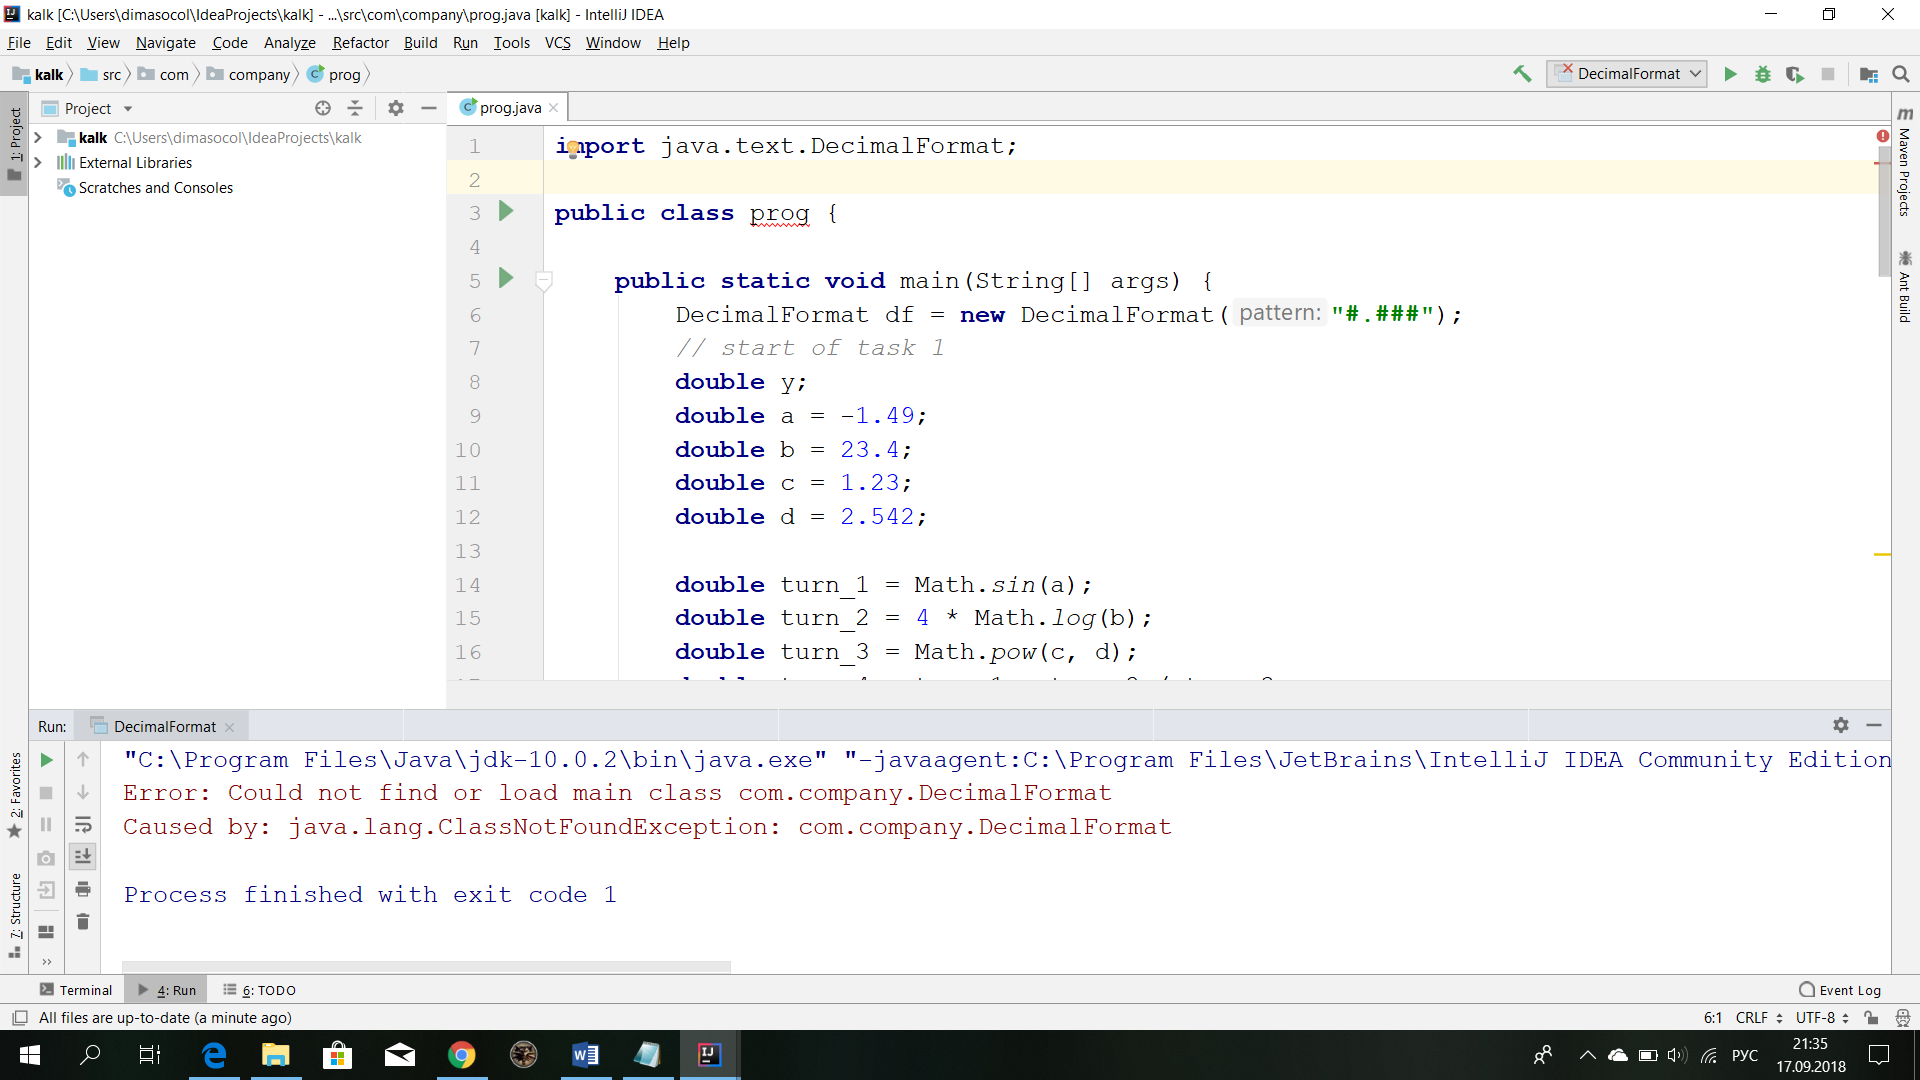 kalk [C:\Users\dimasocol\IdeaProjects\kalk] - ...\src\com\company\prog.java [kalk] - IntelliJ IDEA
File Edit View Navigate Code Analyze Refactor Build Run Tools VCS Window Help
kalk src com company prog DecimalFormat
Project prog.java
1: Project
kalk C:\Users\dimasocol\IdeaProjects\kalk
External Libraries
Scratches and Consoles
1 import java.text.DecimalFormat;
2
3 public class prog {
4
5 public static void main(String[] args) {
6 DecimalFormat df = new DecimalFormat( pattern: "#.###");
7 // start of task 1
8 double y;
9 double a = -1.49;
10 double b = 23.4;
11 double c = 1.23;
12 double d = 2.542;
13
14 double turn_1 = Math.sin(a);
15 double turn_2 = 4 * Math.log(b);
16 double turn_3 = Math.pow(c, d);
Maven Projects
Ant Build
Run: DecimalFormat
"C:\Program Files\Java\jdk-10.0.2\bin\java.exe" "-javaagent:C:\Program Files\JetBrains\IntelliJ IDEA Community Edition
Error: Could not find or load main class com.company.DecimalFormat
Caused by: java.lang.ClassNotFoundException: com.company.DecimalFormat
Process finished with exit code 1
2: Favorites
7: Structure
Terminal 4: Run 6: TODO Event Log
All files are up-to-date (a minute ago) 6:1 CRLF UTF-8
РУС 21:35
17.09.2018